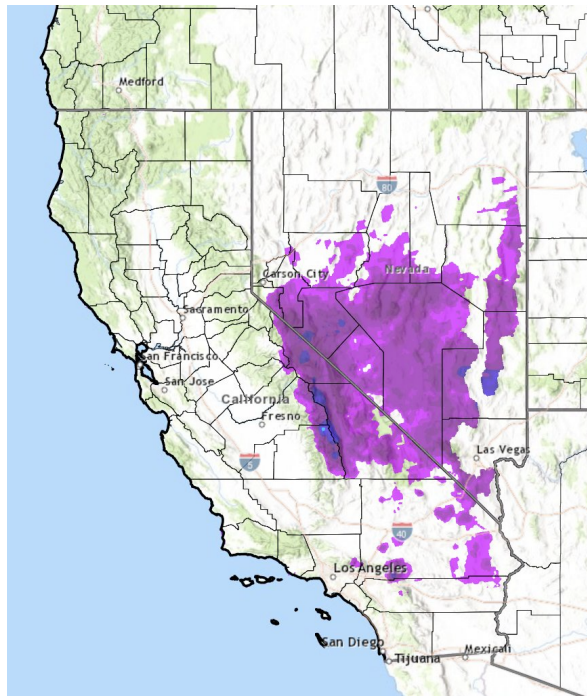 Medford
80
Carson City
Nevada
Sacramento
San Francisco
San Jose
California
Fresno
5
Las Vegas
40
Los Angeles
San Diego
Tijuana
Mexicali